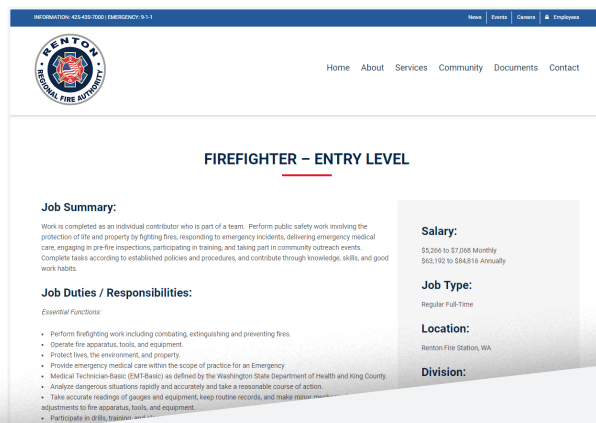 INFORMATION: 425-430-7000 | EMERGENCY: 9-1-1
News Events Careers Employees
RENTON
REGIONAL FIRE AUTHORITY
Home About Services Community Documents Contact
FIREFIGHTER – ENTRY LEVEL
Job Summary:
Work is completed as an individual contributor who is part of a team. Perform public safety work involving the
protection of life and property by fighting fires, responding to emergency incidents, delivering emergency medical
care, engaging in pre-fire inspections, participating in training, and taking part in community outreach events.
Complete tasks according to established policies and procedures, and contribute through knowledge, skills, and good
work habits.
Job Duties / Responsibilities:
Essential Functions:
• Perform firefighting work including combating, extinguishing and preventing fires.
• Operate fire apparatus, tools, and equipment.
• Protect lives, the environment, and property.
• Provide emergency medical care within the scope of practice for an Emergency
• Medical Technician-Basic (EMT-Basic) as defined by the Washington State Department of Health and King County.
• Analyze dangerous situations rapidly and accurately and take a reasonable course of action.
• Take accurate readings of gauges and equipment, keep routine records, and make minor
adjustments to fire apparatus, tools, and equipment.
• Participate in drills, training, and
Salary:
$5,266 to $7,068 Monthly
$63,192 to $84,816 Annually
Job Type:
Regular Full-Time
Location:
Renton Fire Station, WA
Division: